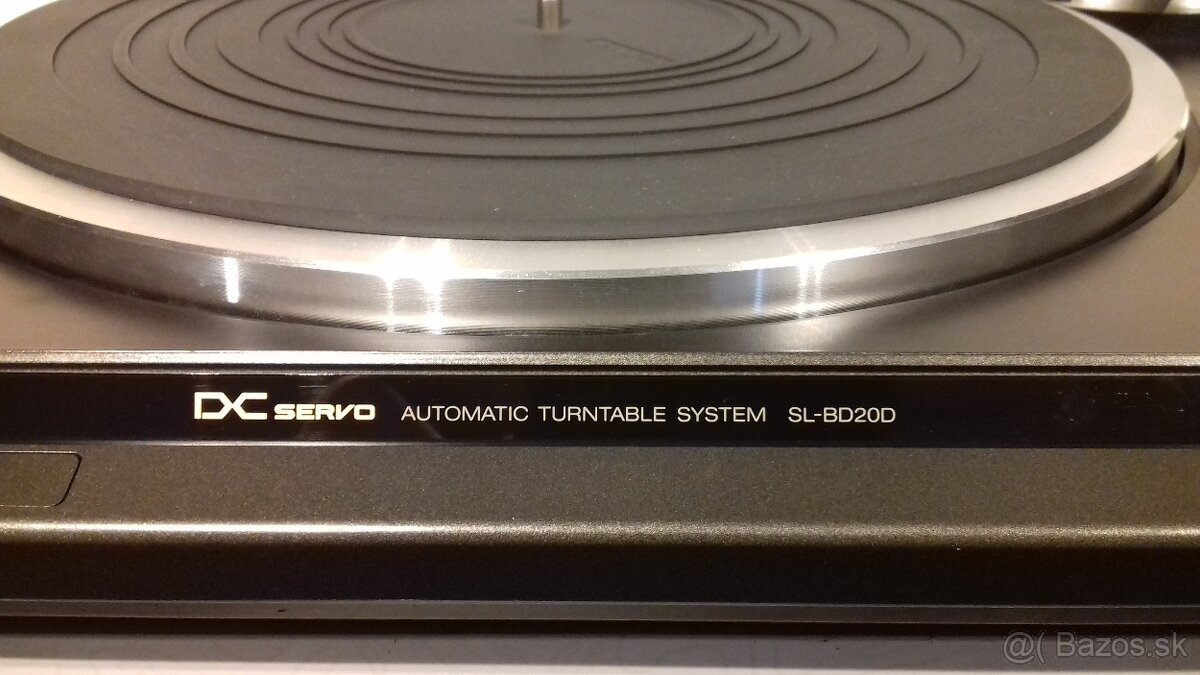 DC SERVO AUTOMATIC TURNTABLE SYSTEM SL-BD20D
@( Bazos.sk